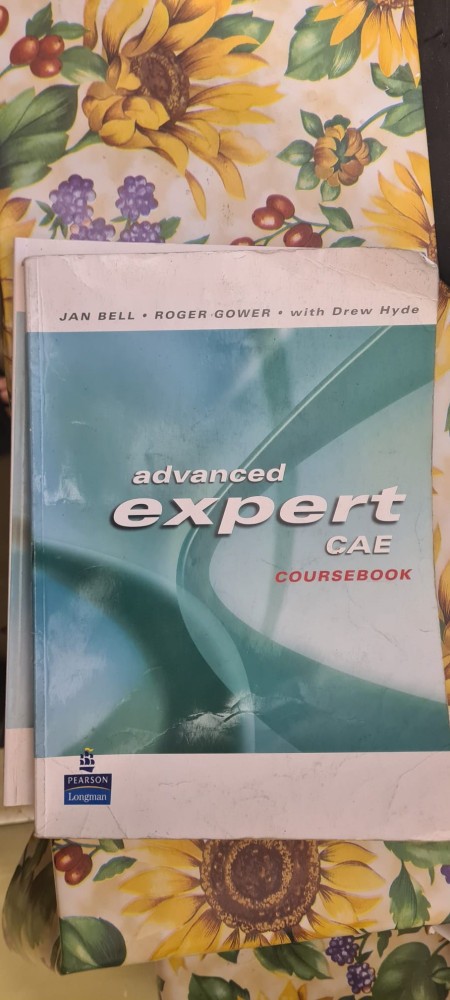 JAN BELL • ROGER GOWER • with Drew Hyde
advanced
expert
CAE
COURSEBOOK
PEARSON
Longman